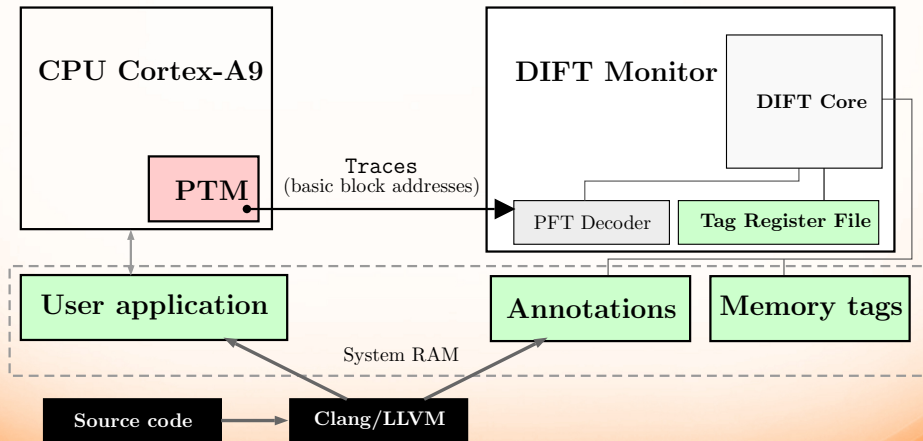 CPU Cortex-A9
DIFT Monitor
DIFT Core
PTM
Traces
(basic block addresses)
PFT Decoder
Tag Register File
User application
Annotations
Memory tags
System RAM
Source code
Clang/LLVM